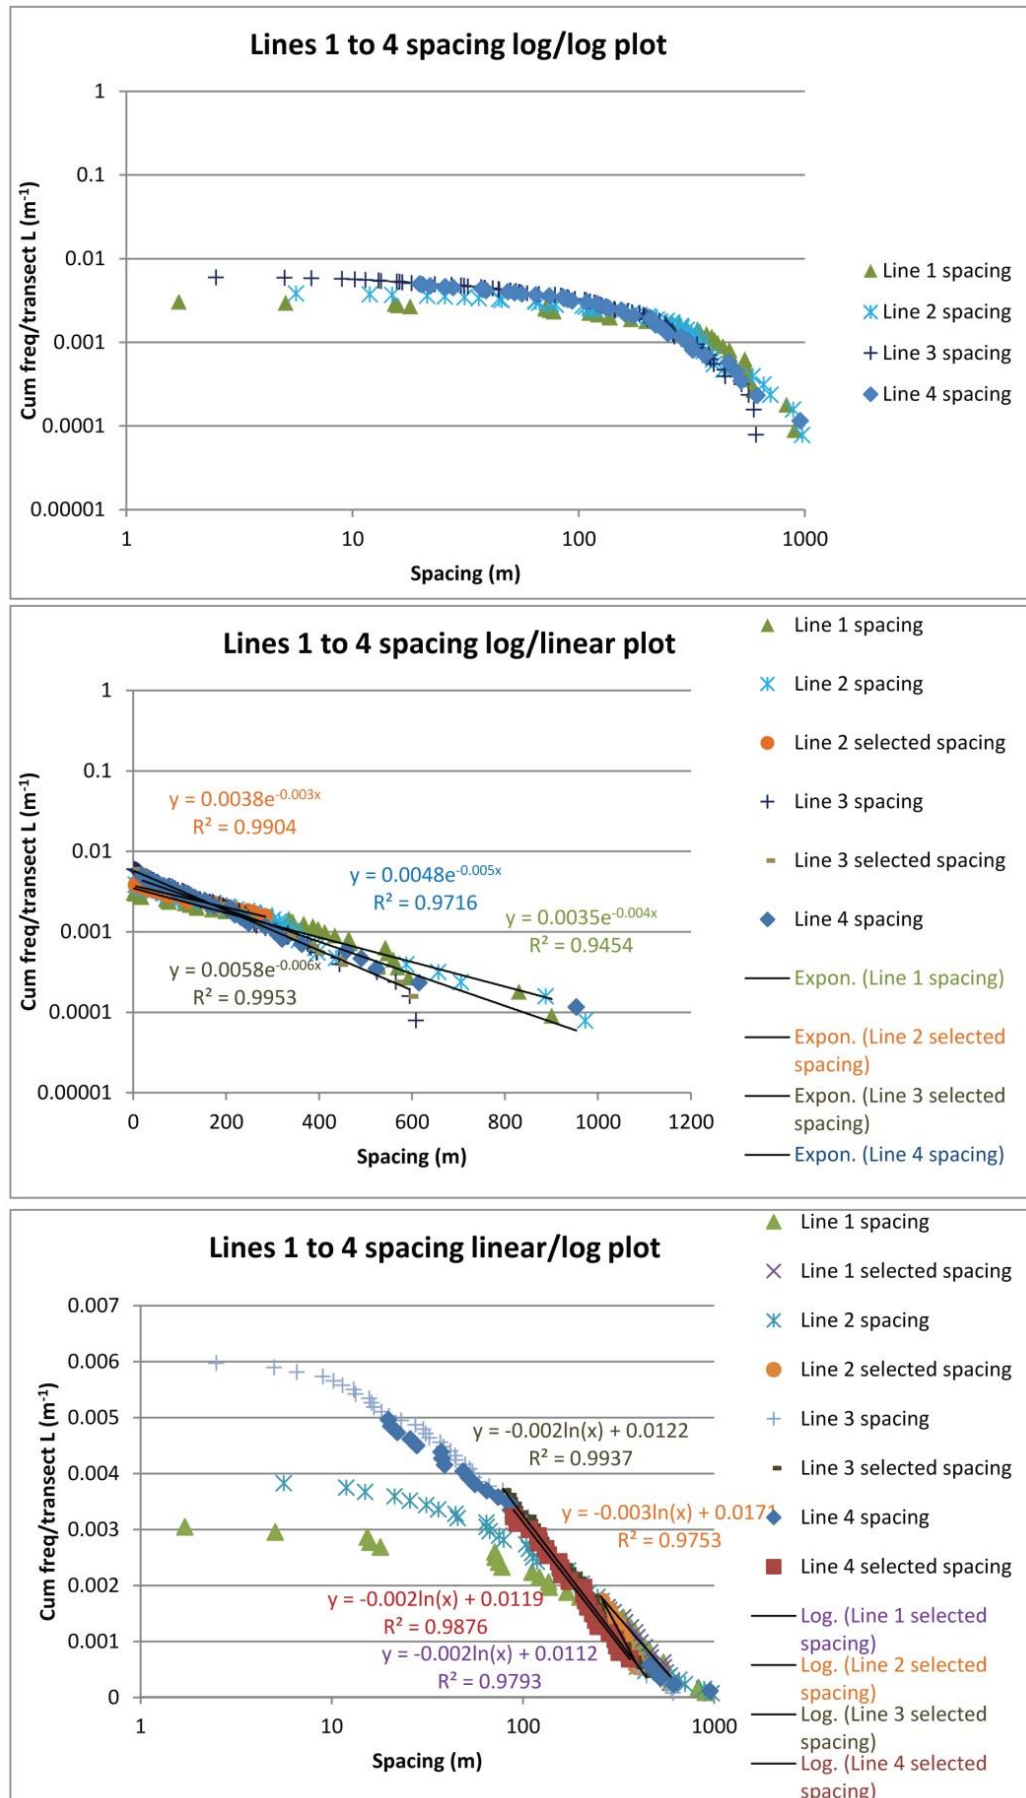 Lines 1 to 4 spacing log/log plot
Cum freq/transect L (m⁻¹)
1
0.1
0.01
0.001
0.0001
0.00001
1
10
100
1000
Spacing (m)
Line 1 spacing
Line 2 spacing
Line 3 spacing
Line 4 spacing
Lines 1 to 4 spacing log/linear plot
Cum freq/transect L (m⁻¹)
1
0.1
0.01
0.001
0.0001
0.00001
y = 0.0038e^-0.003x
R² = 0.9904
y = 0.0048e^-0.005x
R² = 0.9716
y = 0.0035e^-0.004x
R² = 0.9454
y = 0.0058e^-0.006x
R² = 0.9953
0
200
400
600
800
1000
1200
Spacing (m)
Line 1 spacing
Line 2 spacing
Line 2 selected spacing
Line 3 spacing
Line 3 selected spacing
Line 4 spacing
Expon. (Line 1 spacing)
Expon. (Line 2 selected
spacing)
Expon. (Line 3 selected
spacing)
Expon. (Line 4 spacing)
Lines 1 to 4 spacing linear/log plot
Cum freq/transect L (m⁻¹)
0.007
0.006
0.005
0.004
0.003
0.002
0.001
0
y = -0.002ln(x) + 0.0122
R² = 0.9937
y = -0.003ln(x) + 0.0171
R² = 0.9753
y = -0.002ln(x) + 0.0119
R² = 0.9876
y = -0.002ln(x) + 0.0112
R² = 0.9793
1
10
100
1000
Spacing (m)
Line 1 spacing
Line 1 selected spacing
Line 2 spacing
Line 2 selected spacing
Line 3 spacing
Line 3 selected spacing
Line 4 spacing
Line 4 selected spacing
Log. (Line 1 selected
spacing)
Log. (Line 2 selected
spacing)
Log. (Line 3 selected
spacing)
Log. (Line 4 selected
spacing)